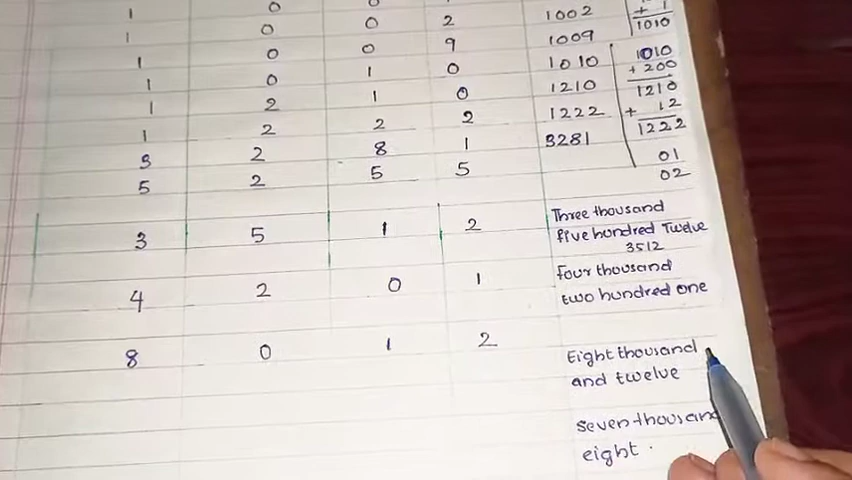 1 0 0
1 0 0 2 1002 + 1
1 0 0 9 1009 1010
1 0 1 0 1010 1010
1 2 1 0 1210 + 200
1 2 2 2 1222 1210
3 2 8 1 3281 + 12
5 2 5 5 1222
01
02
3 5 1 2 Three thousand
five hundred Twelve
3512
4 2 0 1 four thousand
two hundred one
8 0 1 2 Eight thousand
and twelve
seven thousand
eight .